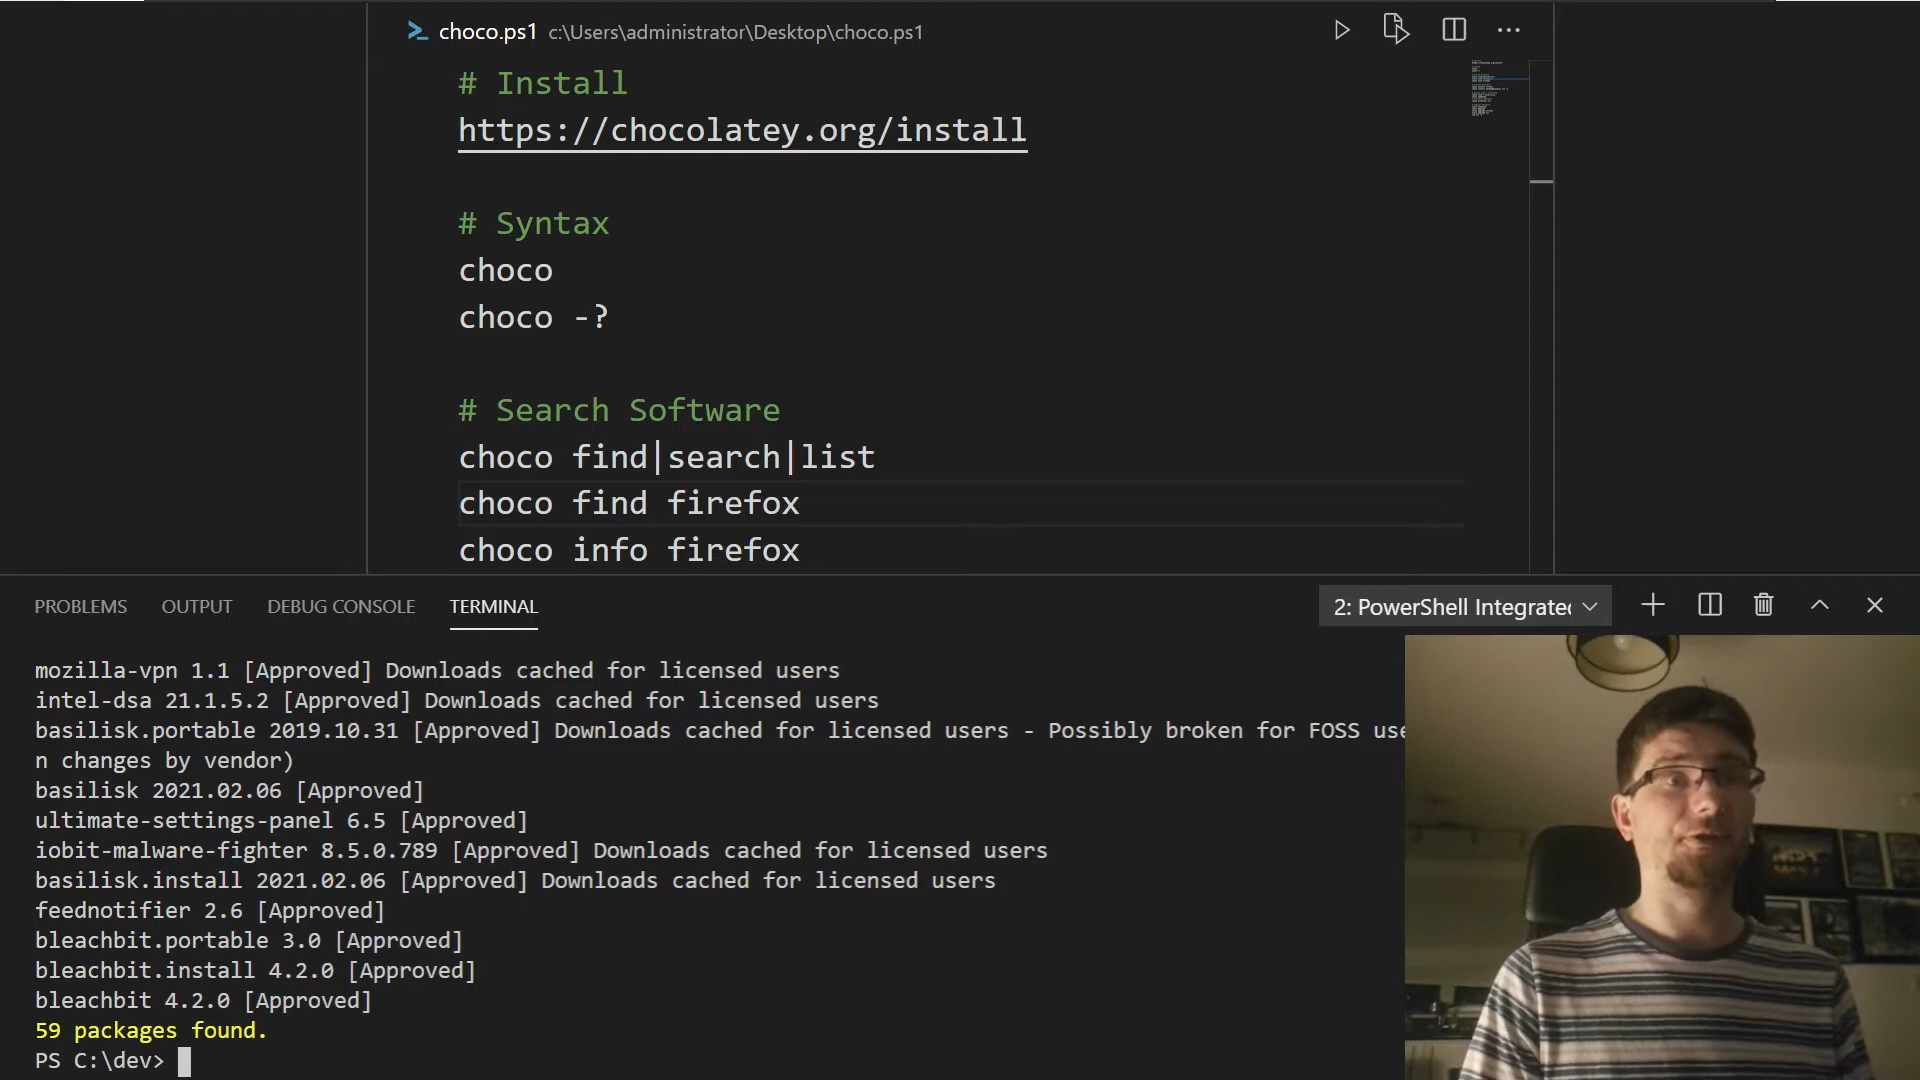 choco.ps1 c:\Users\administrator\Desktop\choco.ps1
# Install
https://chocolatey.org/install
# Syntax
choco
choco -?
# Search Software
choco find|search|list
choco find firefox
choco info firefox
PROBLEMS OUTPUT DEBUG CONSOLE TERMINAL 2: PowerShell Integrated
mozilla-vpn 1.1 [Approved] Downloads cached for licensed users
intel-dsa 21.1.5.2 [Approved] Downloads cached for licensed users
basilisk.portable 2019.10.31 [Approved] Downloads cached for licensed users - Possibly broken for FOSS use
n changes by vendor)
basilisk 2021.02.06 [Approved]
ultimate-settings-panel 6.5 [Approved]
iobit-malware-fighter 8.5.0.789 [Approved] Downloads cached for licensed users
basilisk.install 2021.02.06 [Approved] Downloads cached for licensed users
feednotifier 2.6 [Approved]
bleachbit.portable 3.0 [Approved]
bleachbit.install 4.2.0 [Approved]
bleachbit 4.2.0 [Approved]
59 packages found.
PS C:\dev>